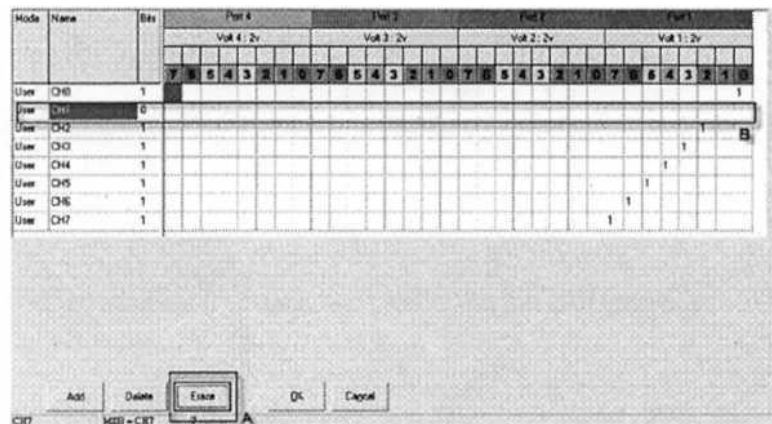 Mode Name Bits Port 4 Port 3 Port 2 Port 1
Volt 4 : 2v Volt 3 : 2v Volt 2 : 2v Volt 1 : 2v
7 6 5 4 3 2 1 0 7 6 5 4 3 2 1 0 7 6 5 4 3 2 1 0 7 6 5 4 3 2 1 0
User CH0 1 1
User CH1 0
User CH2 1 1
B
User CH3 1 1
User CH4 1 1
User CH5 1 1
User CH6 1 1
User CH7 1 1
Add Delete Erase OK Cancel
CH7 = CH7 A